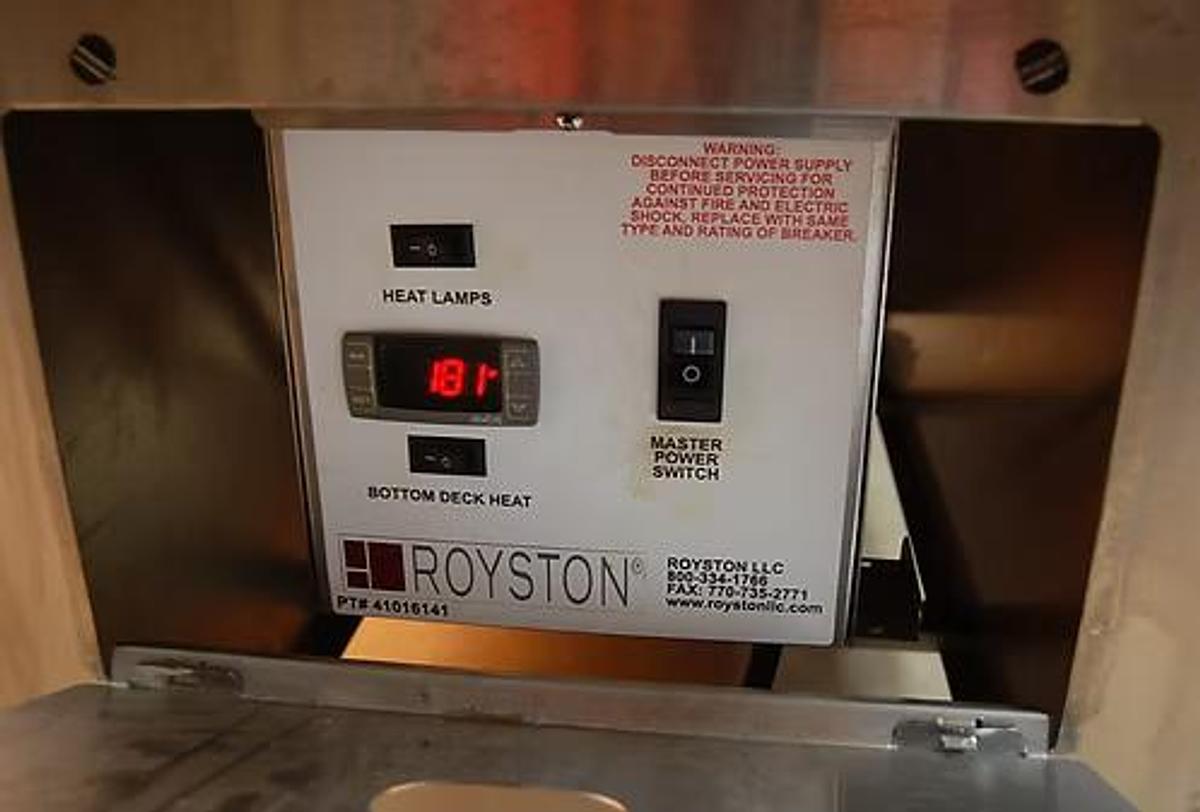 WARNING:
DISCONNECT POWER SUPPLY
BEFORE SERVICING FOR
CONTINUED PROTECTION
AGAINST FIRE AND ELECTRIC
SHOCK, REPLACE WITH SAME
TYPE AND RATING OF BREAKER.
HEAT LAMPS
181
MASTER
POWER
SWITCH
BOTTOM DECK HEAT
ROYSTON®
PT# 41016141
ROYSTON LLC
800-334-1766
FAX: 770-735-2771
www.roystonllc.com